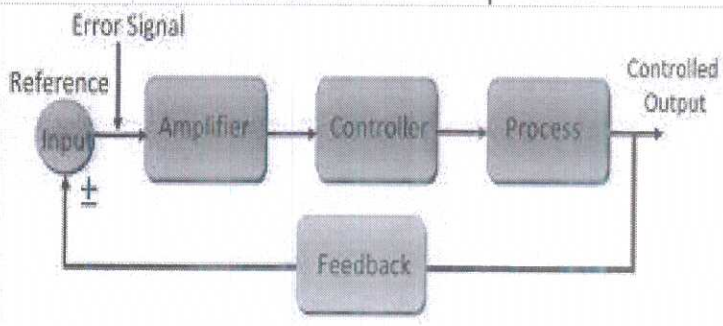 Error Signal
Reference
Controlled
Output
Input
Amplifier
Controller
Process
±
Feedback